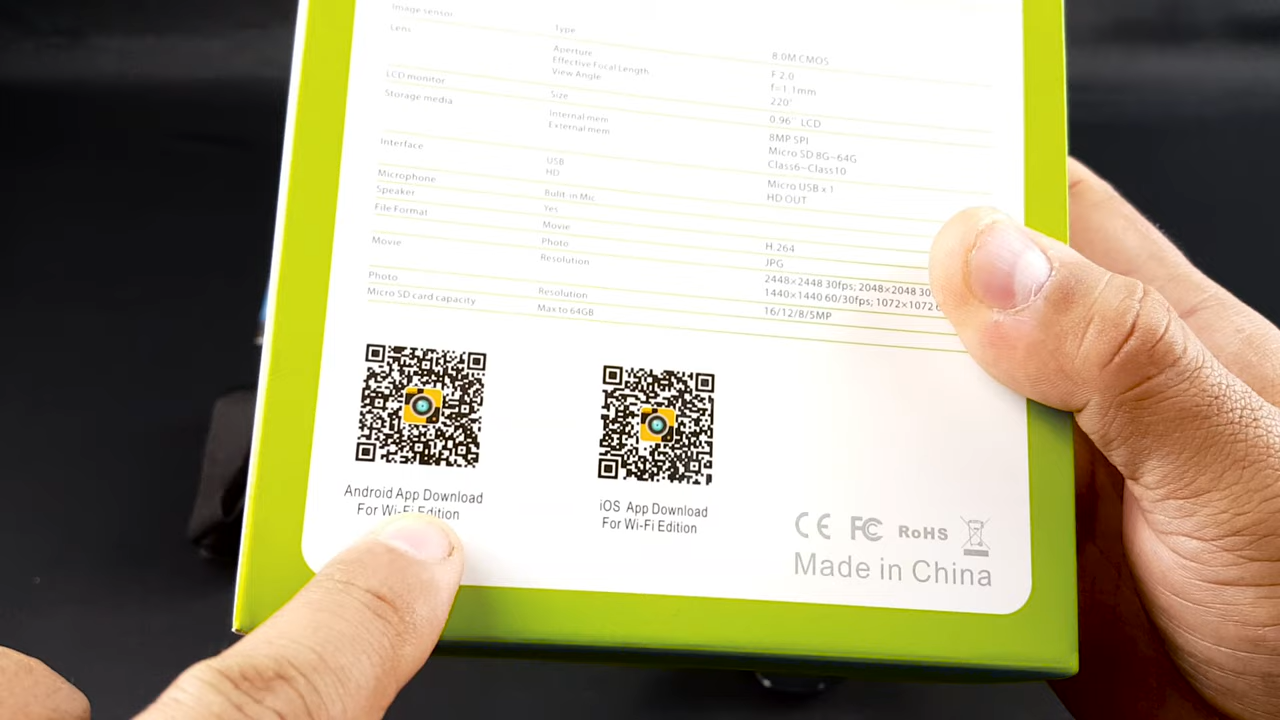 Image sensor
Type 8.0M CMOS
Lens
Aperture F 2.0
Effective Focal Length f=1.1mm
View Angle 220°
LCD monitor Size 0.96" LCD
Storage media
Internal mem 8MP SPI
External mem Micro SD 8G~64G
Class6~Class10
Interface
USB Micro USB x 1
HD HD OUT
Microphone Bulit in Mic
Speaker Yes
File Format Movie H.264
Photo JPG
Movie Resolution 2448×2448 30fps; 2048×2048 30
1440×1440 60/30fps; 1072×1072
Photo Resolution 16/12/8/5MP
Micro SD card capacity Max to 64GB
Android App Download
For Wi-Fi Edition
iOS App Download
For Wi-Fi Edition
CE FC RoHS
Made in China